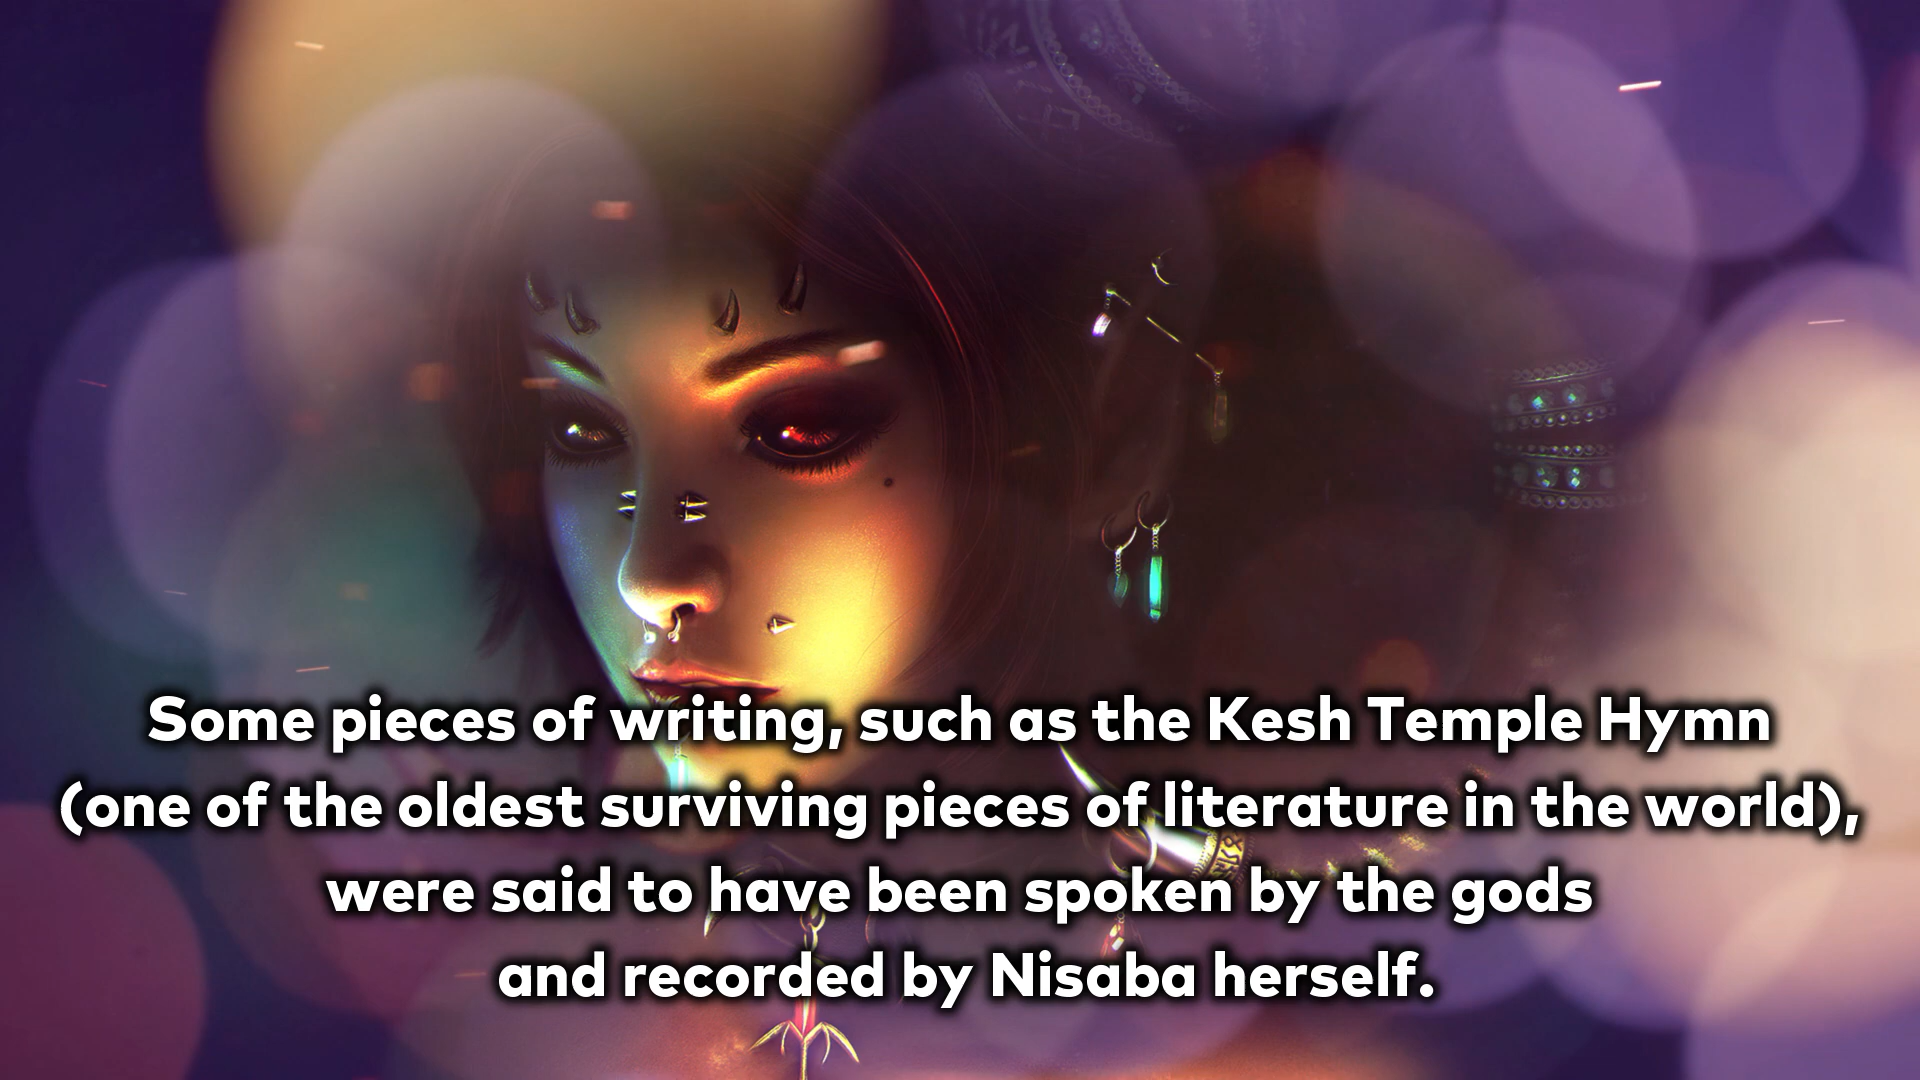 Some pieces of writing, such as the Kesh Temple Hymn
(one of the oldest surviving pieces of literature in the world),
were said to have been spoken by the gods
and recorded by Nisaba herself.